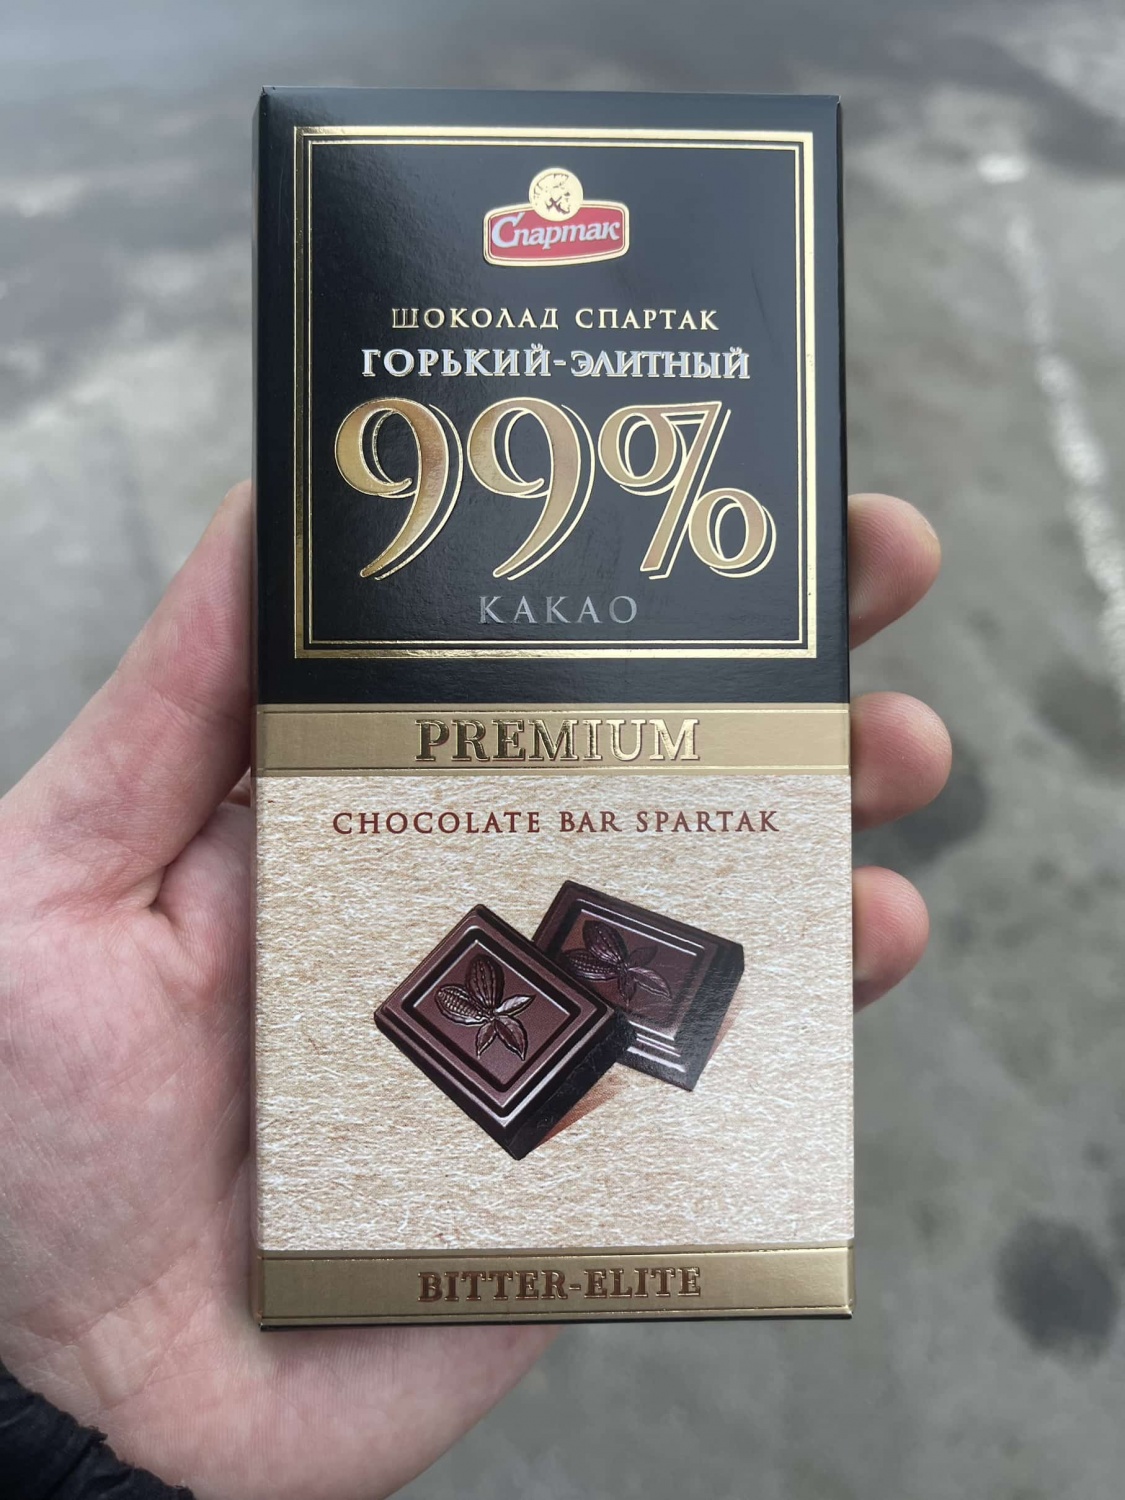 Спартак
ШОКОЛАД СПАРТАК
ГОРЬКИЙ-ЭЛИТНЫЙ
99%
КАКАО
PREMIUM
CHOCOLATE BAR SPARTAK
BITTER-ELITE